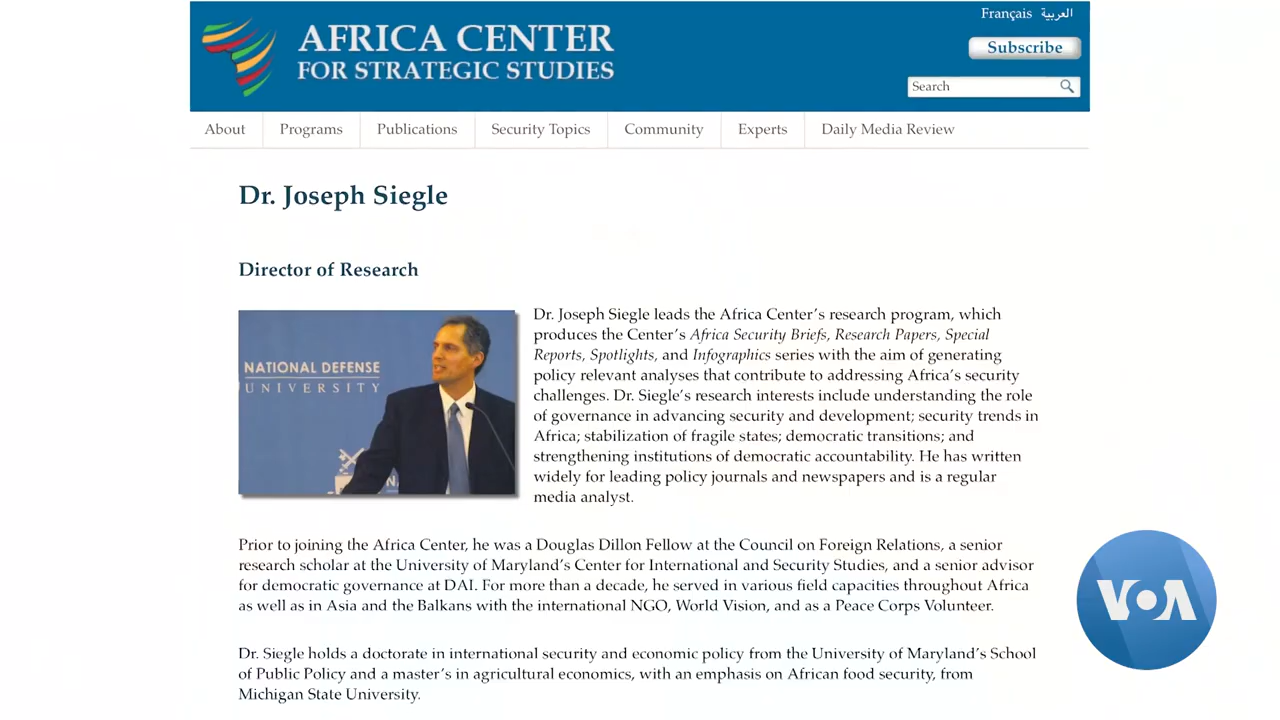 Français العربية
AFRICA CENTER
FOR STRATEGIC STUDIES
Subscribe
Search
About Programs Publications Security Topics Community Experts Daily Media Review
Dr. Joseph Siegle
Director of Research
NATIONAL DEFENSE
UNIVERSITY
Dr. Joseph Siegle leads the Africa Center's research program, which
produces the Center's Africa Security Briefs, Research Papers, Special
Reports, Spotlights, and Infographics series with the aim of generating
policy relevant analyses that contribute to addressing Africa's security
challenges. Dr. Siegle's research interests include understanding the role
of governance in advancing security and development; security trends in
Africa; stabilization of fragile states; democratic transitions; and
strengthening institutions of democratic accountability. He has written
widely for leading policy journals and newspapers and is a regular
media analyst.
Prior to joining the Africa Center, he was a Douglas Dillon Fellow at the Council on Foreign Relations, a senior
research scholar at the University of Maryland's Center for International and Security Studies, and a senior advisor
for democratic governance at DAI. For more than a decade, he served in various field capacities throughout Africa
as well as in Asia and the Balkans with the international NGO, World Vision, and as a Peace Corps Volunteer.
VOA
Dr. Siegle holds a doctorate in international security and economic policy from the University of Maryland's School
of Public Policy and a master's in agricultural economics, with an emphasis on African food security, from
Michigan State University.